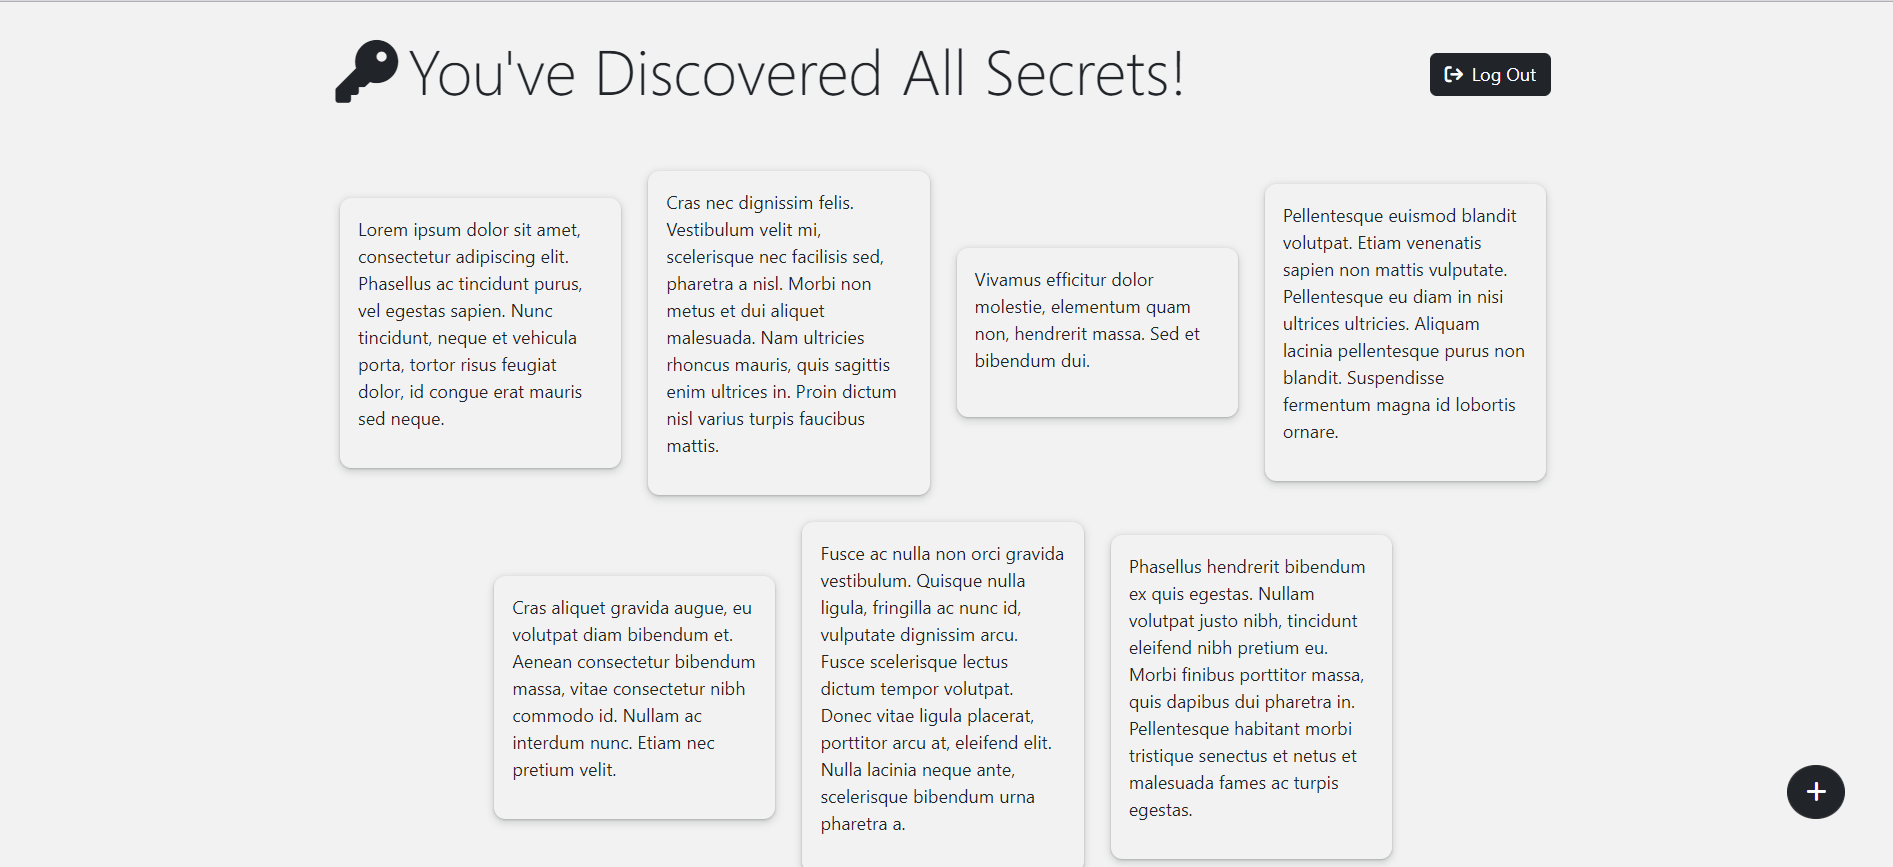 You've Discovered All Secrets!
Log Out
Lorem ipsum dolor sit amet,
consectetur adipiscing elit.
Phasellus ac tincidunt purus,
vel egestas sapien. Nunc
tincidunt, neque et vehicula
porta, tortor risus feugiat
dolor, id congue erat mauris
sed neque.
Cras nec dignissim felis.
Vestibulum velit mi,
scelerisque nec facilisis sed,
pharetra a nisl. Morbi non
metus et dui aliquet
malesuada. Nam ultricies
rhoncus mauris, quis sagittis
enim ultrices in. Proin dictum
nisl varius turpis faucibus
mattis.
Vivamus efficitur dolor
molestie, elementum quam
non, hendrerit massa. Sed et
bibendum dui.
Pellentesque euismod blandit
volutpat. Etiam venenatis
sapien non mattis vulputate.
Pellentesque eu diam in nisi
ultrices ultricies. Aliquam
lacinia pellentesque purus non
blandit. Suspendisse
fermentum magna id lobortis
ornare.
Cras aliquet gravida augue, eu
volutpat diam bibendum et.
Aenean consectetur bibendum
massa, vitae consectetur nibh
commodo id. Nullam ac
interdum nunc. Etiam nec
pretium velit.
Fusce ac nulla non orci gravida
vestibulum. Quisque nulla
ligula, fringilla ac nunc id,
vulputate dignissim arcu.
Fusce scelerisque lectus
dictum tempor volutpat.
Donec vitae ligula placerat,
porttitor arcu at, eleifend elit.
Nulla lacinia neque ante,
scelerisque bibendum urna
pharetra a.
Phasellus hendrerit bibendum
ex quis egestas. Nullam
volutpat justo nibh, tincidunt
eleifend nibh pretium eu.
Morbi finibus porttitor massa,
quis dapibus dui pharetra in.
Pellentesque habitant morbi
tristique senectus et netus et
malesuada fames ac turpis
egestas.